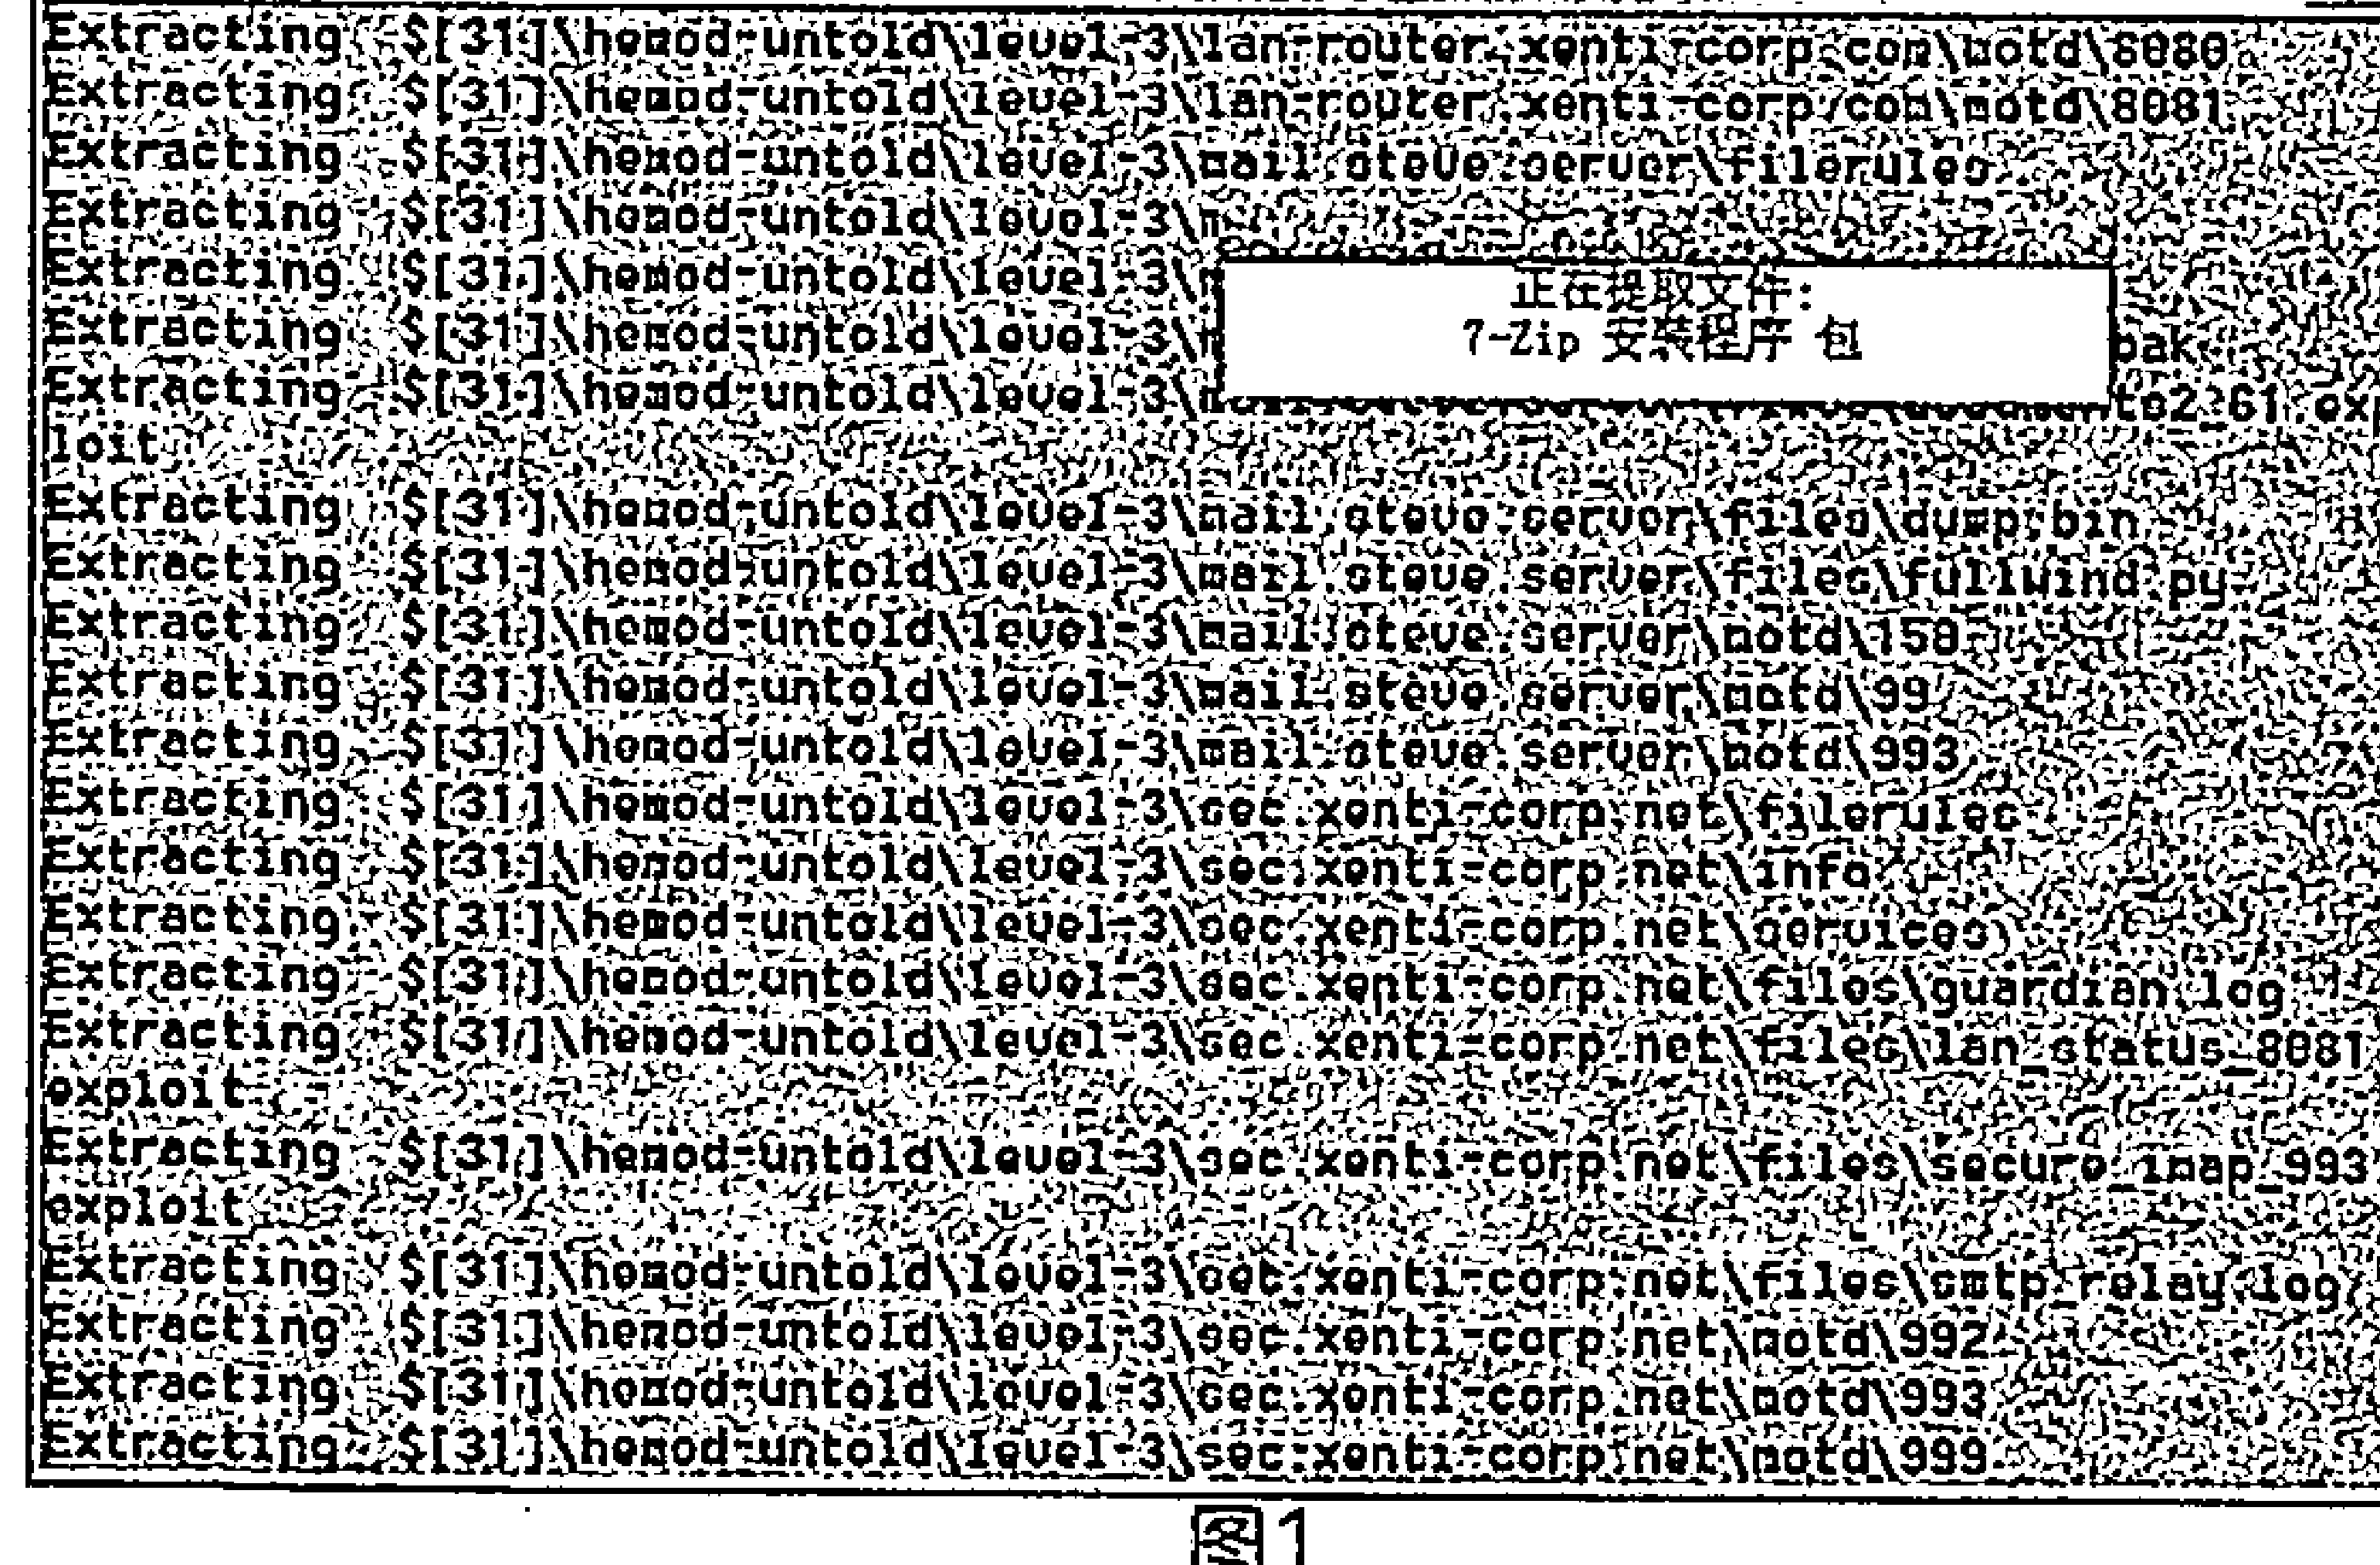 Extracting $[31]\hemod-untold\level-3\lan-router.xenti-corp.com\motd\8080
Extracting $[31]\hemod-untold\level-3\lan-router.xenti-corp.com\motd\8081
Extracting $[31]\hemod-untold\level-3\mail.steve.server\filerules
Extracting $[31]\hemod-untold\level-3\m
Extracting $[31]\hemod-untold\level-3\m
正在提取文件:
Extracting $[31]\hemod-untold\level-3\m
7-Zip 安装程序 包
bak
Extracting $[31]\hemod-untold\level-3\
loit
Extracting $[31]\hemod-untold\level-3\mail.steve.server\files\dump.bin
Extracting $[31]\hemod-untold\level-3\mail.steve.server\files\fullwind.py
Extracting $[31]\hemod-untold\level-3\mail.steve.server\motd\158
Extracting $[31]\hemod-untold\level-3\mail.steve.server\motd\99
Extracting $[31]\hemod-untold\level-3\mail.steve.server\motd\993
Extracting $[31]\hemod-untold\level-3\sec.xenti-corp.net\filerules
Extracting $[31]\hemod-untold\level-3\sec.xenti-corp.net\info
Extracting $[31]\hemod-untold\level-3\sec.xenti-corp.net\services
Extracting $[31]\hemod-untold\level-3\sec.xenti-corp.net\files\guardian.log
Extracting $[31]\hemod-untold\level-3\sec.xenti-corp.net\files\lan_status_8081
exploit
Extracting $[31]\hemod-untold\level-3\sec.xenti-corp.net\files\secure_imap_993
exploit
Extracting $[31]\hemod-untold\level-3\sec.xenti-corp.net\files\smtp_relay.log
Extracting $[31]\hemod-untold\level-3\sec.xenti-corp.net\motd\992
Extracting $[31]\hemod-untold\level-3\sec.xenti-corp.net\motd\993
Extracting $[31]\hemod-untold\level-3\sec.xenti-corp.net\motd\999
图1